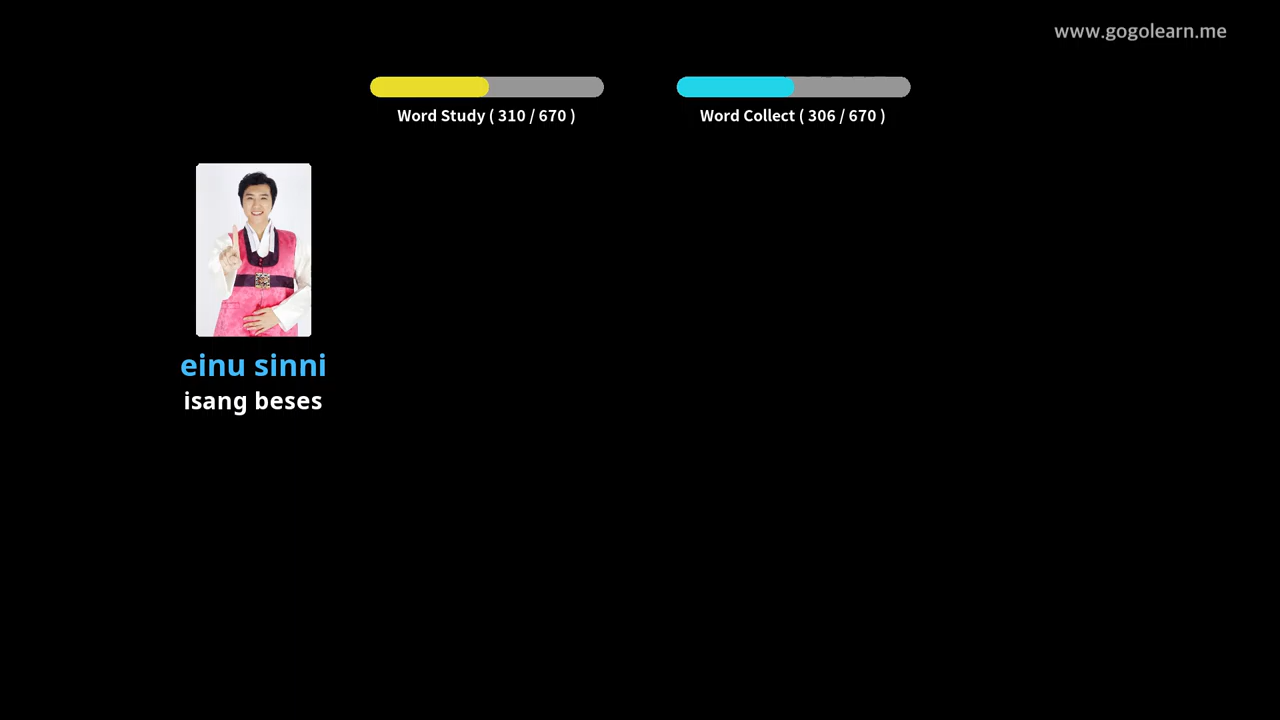 www.gogolearn.me
Word Study ( 310 / 670 )
Word Collect ( 306 / 670 )
einu sinni
isang beses